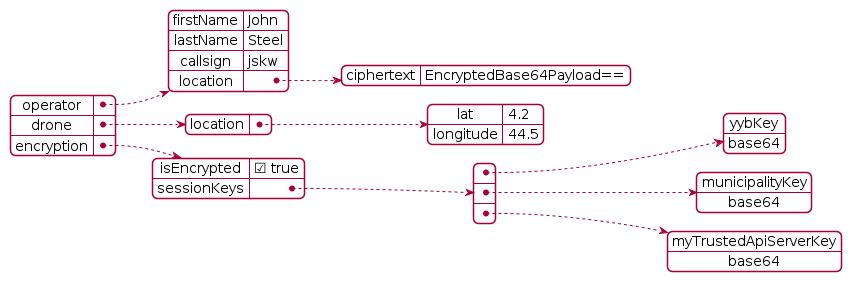 firstName John
lastName Steel
callsign jskw
location
ciphertext EncryptedBase64Payload==
operator
drone
encryption
location
lat 4.2
longitude 44.5
isEncrypted ☑ true
sessionKeys
yybKey
base64
municipalityKey
base64
myTrustedApiServerKey
base64